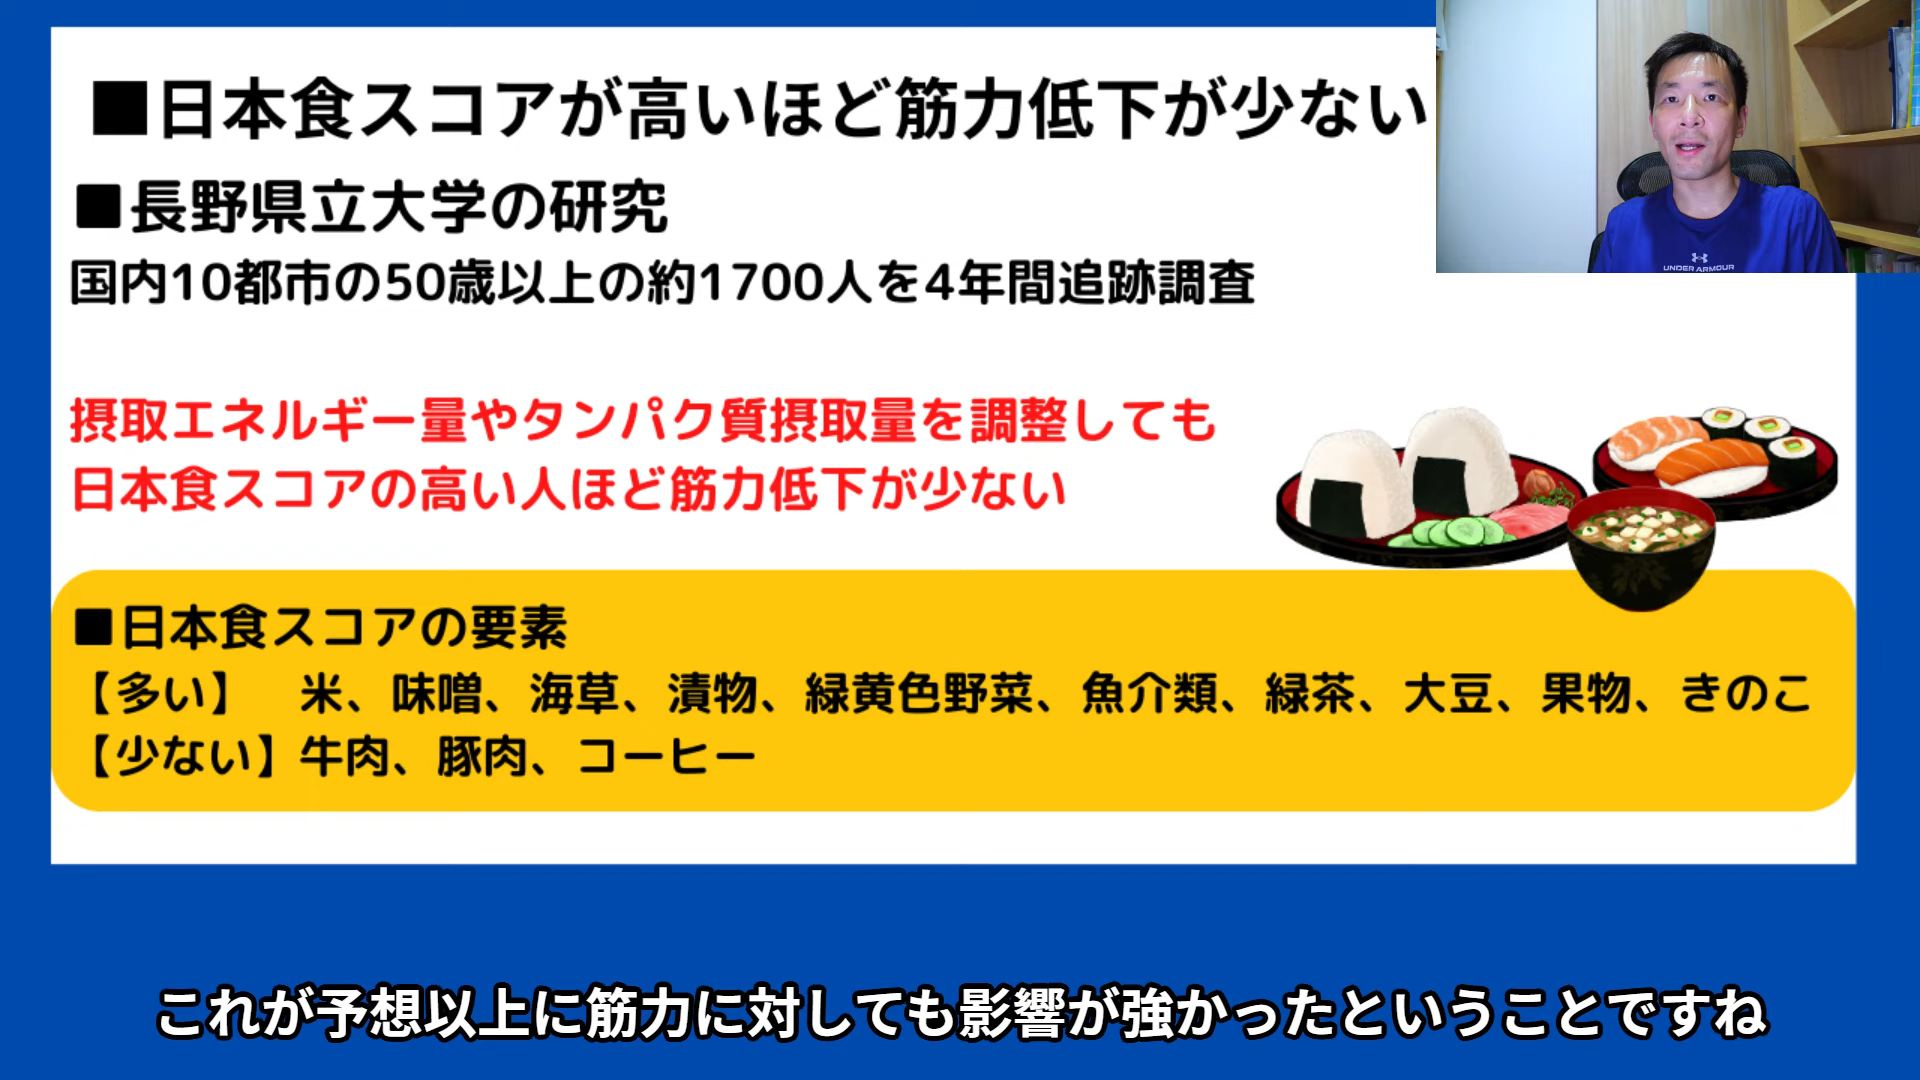 ■日本食スコアが高いほど筋力低下が少ない
■長野県立大学の研究
国内10都市の50歳以上の約1700人を4年間追跡調査
摂取エネルギー量やタンパク質摂取量を調整しても
日本食スコアの高い人ほど筋力低下が少ない
■日本食スコアの要素
【多い】　米、味噌、海草、漬物、緑黄色野菜、魚介類、緑茶、大豆、果物、きのこ
【少ない】牛肉、豚肉、コーヒー
UNDER ARMOUR
これが予想以上に筋力に対しても影響が強かったということですね